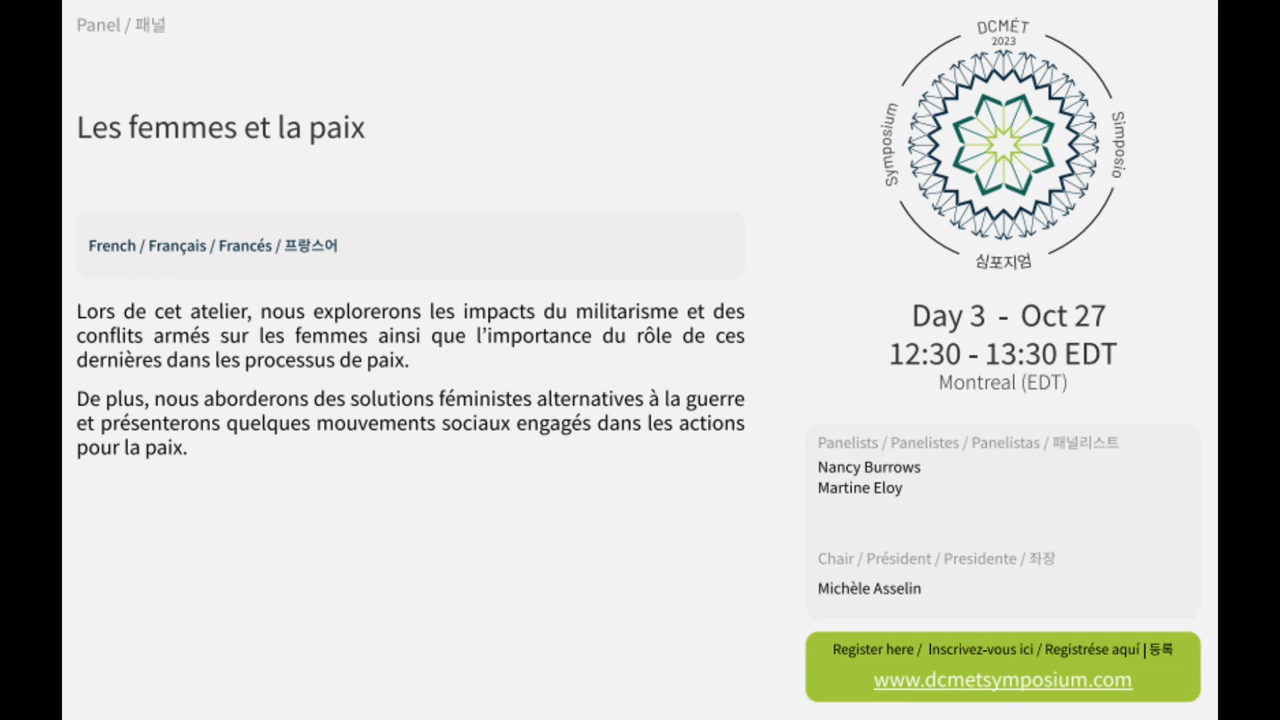 Panel / 패널
Les femmes et la paix
French / Français / Francés / 프랑스어
Lors de cet atelier, nous explorerons les impacts du militarisme et des
conflits armés sur les femmes ainsi que l’importance du rôle de ces
dernières dans les processus de paix.
De plus, nous aborderons des solutions féministes alternatives à la guerre
et présenterons quelques mouvements sociaux engagés dans les actions
pour la paix.
DCMÉT
2023
Symposium
Simposio
심포지엄
Day 3 - Oct 27
12:30 - 13:30 EDT
Montreal (EDT)
Panelists / Panelistes / Panelistas / 패널리스트
Nancy Burrows
Martine Eloy
Chair / Président / Presidente / 좌장
Michèle Asselin
Register here / Inscrivez-vous ici / Registrése aquí | 등록
www.dcmetsymposium.com